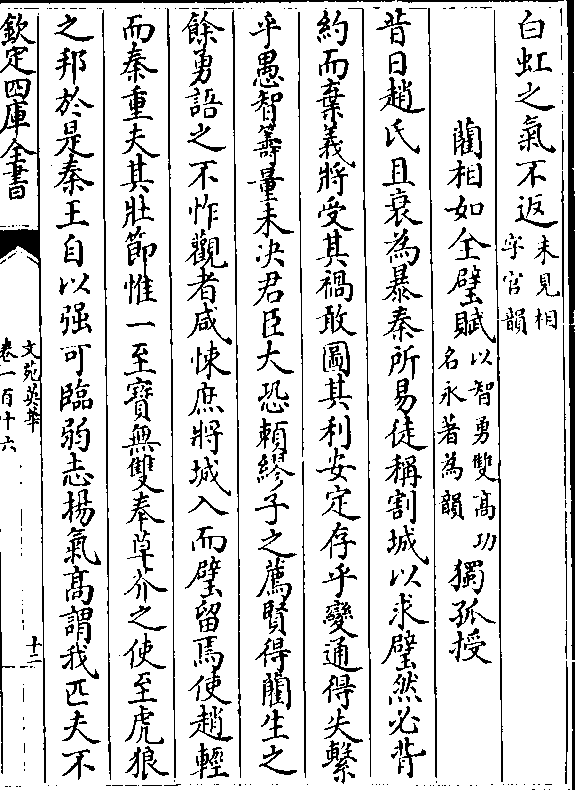 白虹之氣不返未見相字官韻
藺相如全璧賦以智勇雙高功名永著為韻 獨孤授
昔日趙氏且衰為暴秦所易徒稱割城以求璧然必背
約而棄義將受其禍敢圖其利安定存乎變通得失繫
乎愚智籌量未决君臣大恐頼繆子之薦賢得藺生之
餘勇語之不怍觀者咸悚庶將城入而璧留焉使趙輕
而秦重夫其壯節惟一至寳無雙奉草芥之使至虎狼
之邦於是秦王自以强可臨弱志揚氣髙謂我匹夫不
欽定四庫全書
文苑英華
卷一百十六
十二